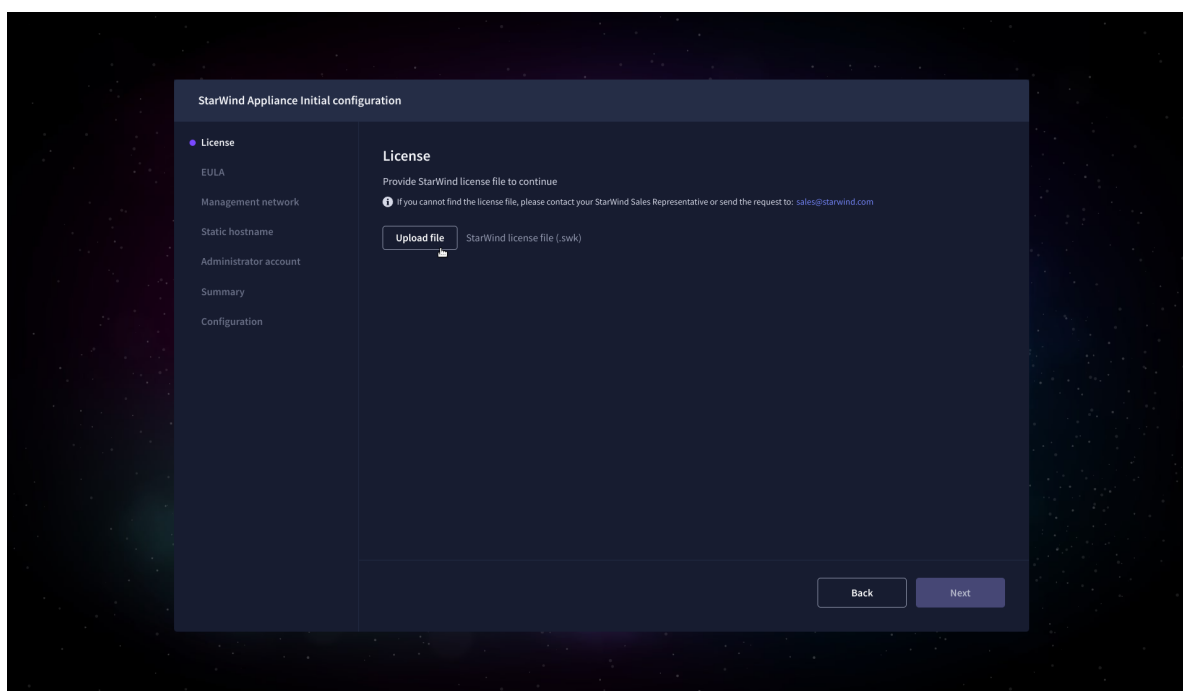 StarWind Appliance Initial configuration
License
EULA
Management network
Static hostname
Administrator account
Summary
Configuration
License
Provide StarWind license file to continue
If you cannot find the license file, please contact your StarWind Sales Representative or send the request to: sales@starwind.com
Upload file StarWind license file (.swk)
Back Next